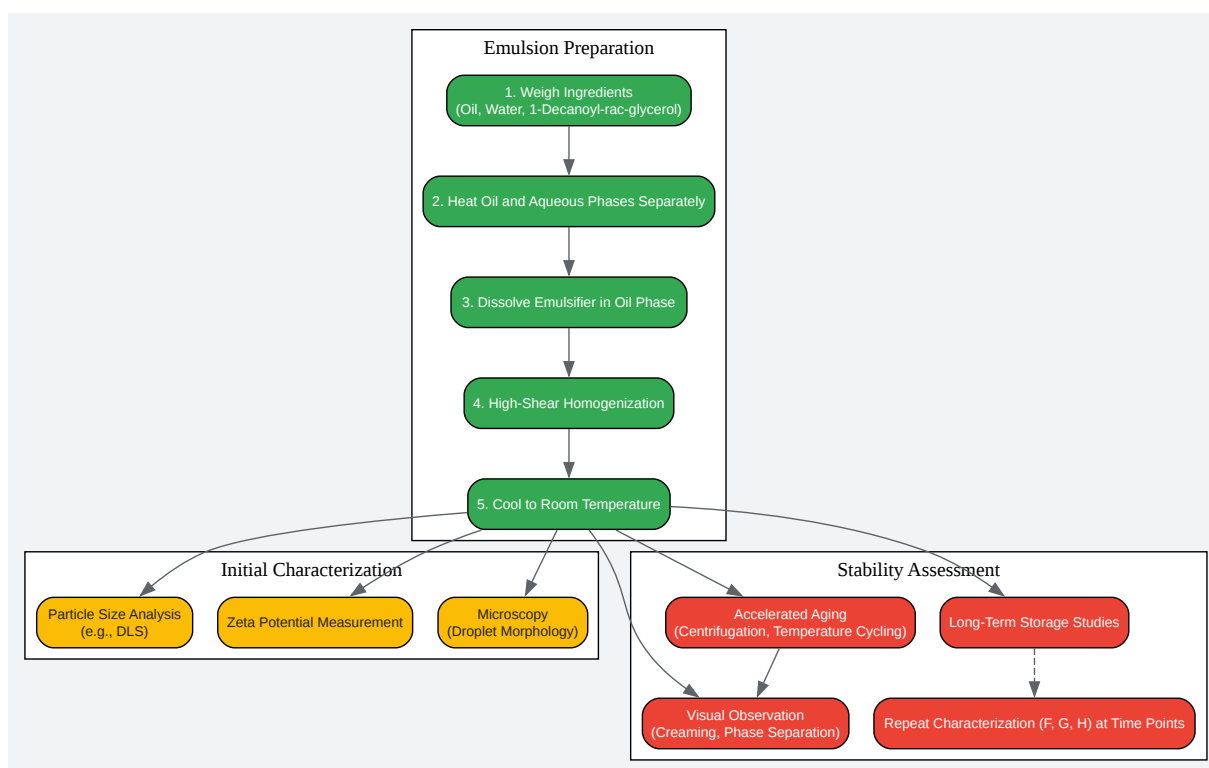 Emulsion Preparation
1. Weigh Ingredients
(Oil, Water, 1-Decanoyl-rac-glycerol)
2. Heat Oil and Aqueous Phases Separately
3. Dissolve Emulsifier in Oil Phase
4. High-Shear Homogenization
5. Cool to Room Temperature
Initial Characterization
Particle Size Analysis
(e.g., DLS)
Zeta Potential Measurement
Microscopy
(Droplet Morphology)
Stability Assessment
Accelerated Aging
(Centrifugation, Temperature Cycling)
Long-Term Storage Studies
Visual Observation
(Creaming, Phase Separation)
Repeat Characterization (F, G, H) at Time Points